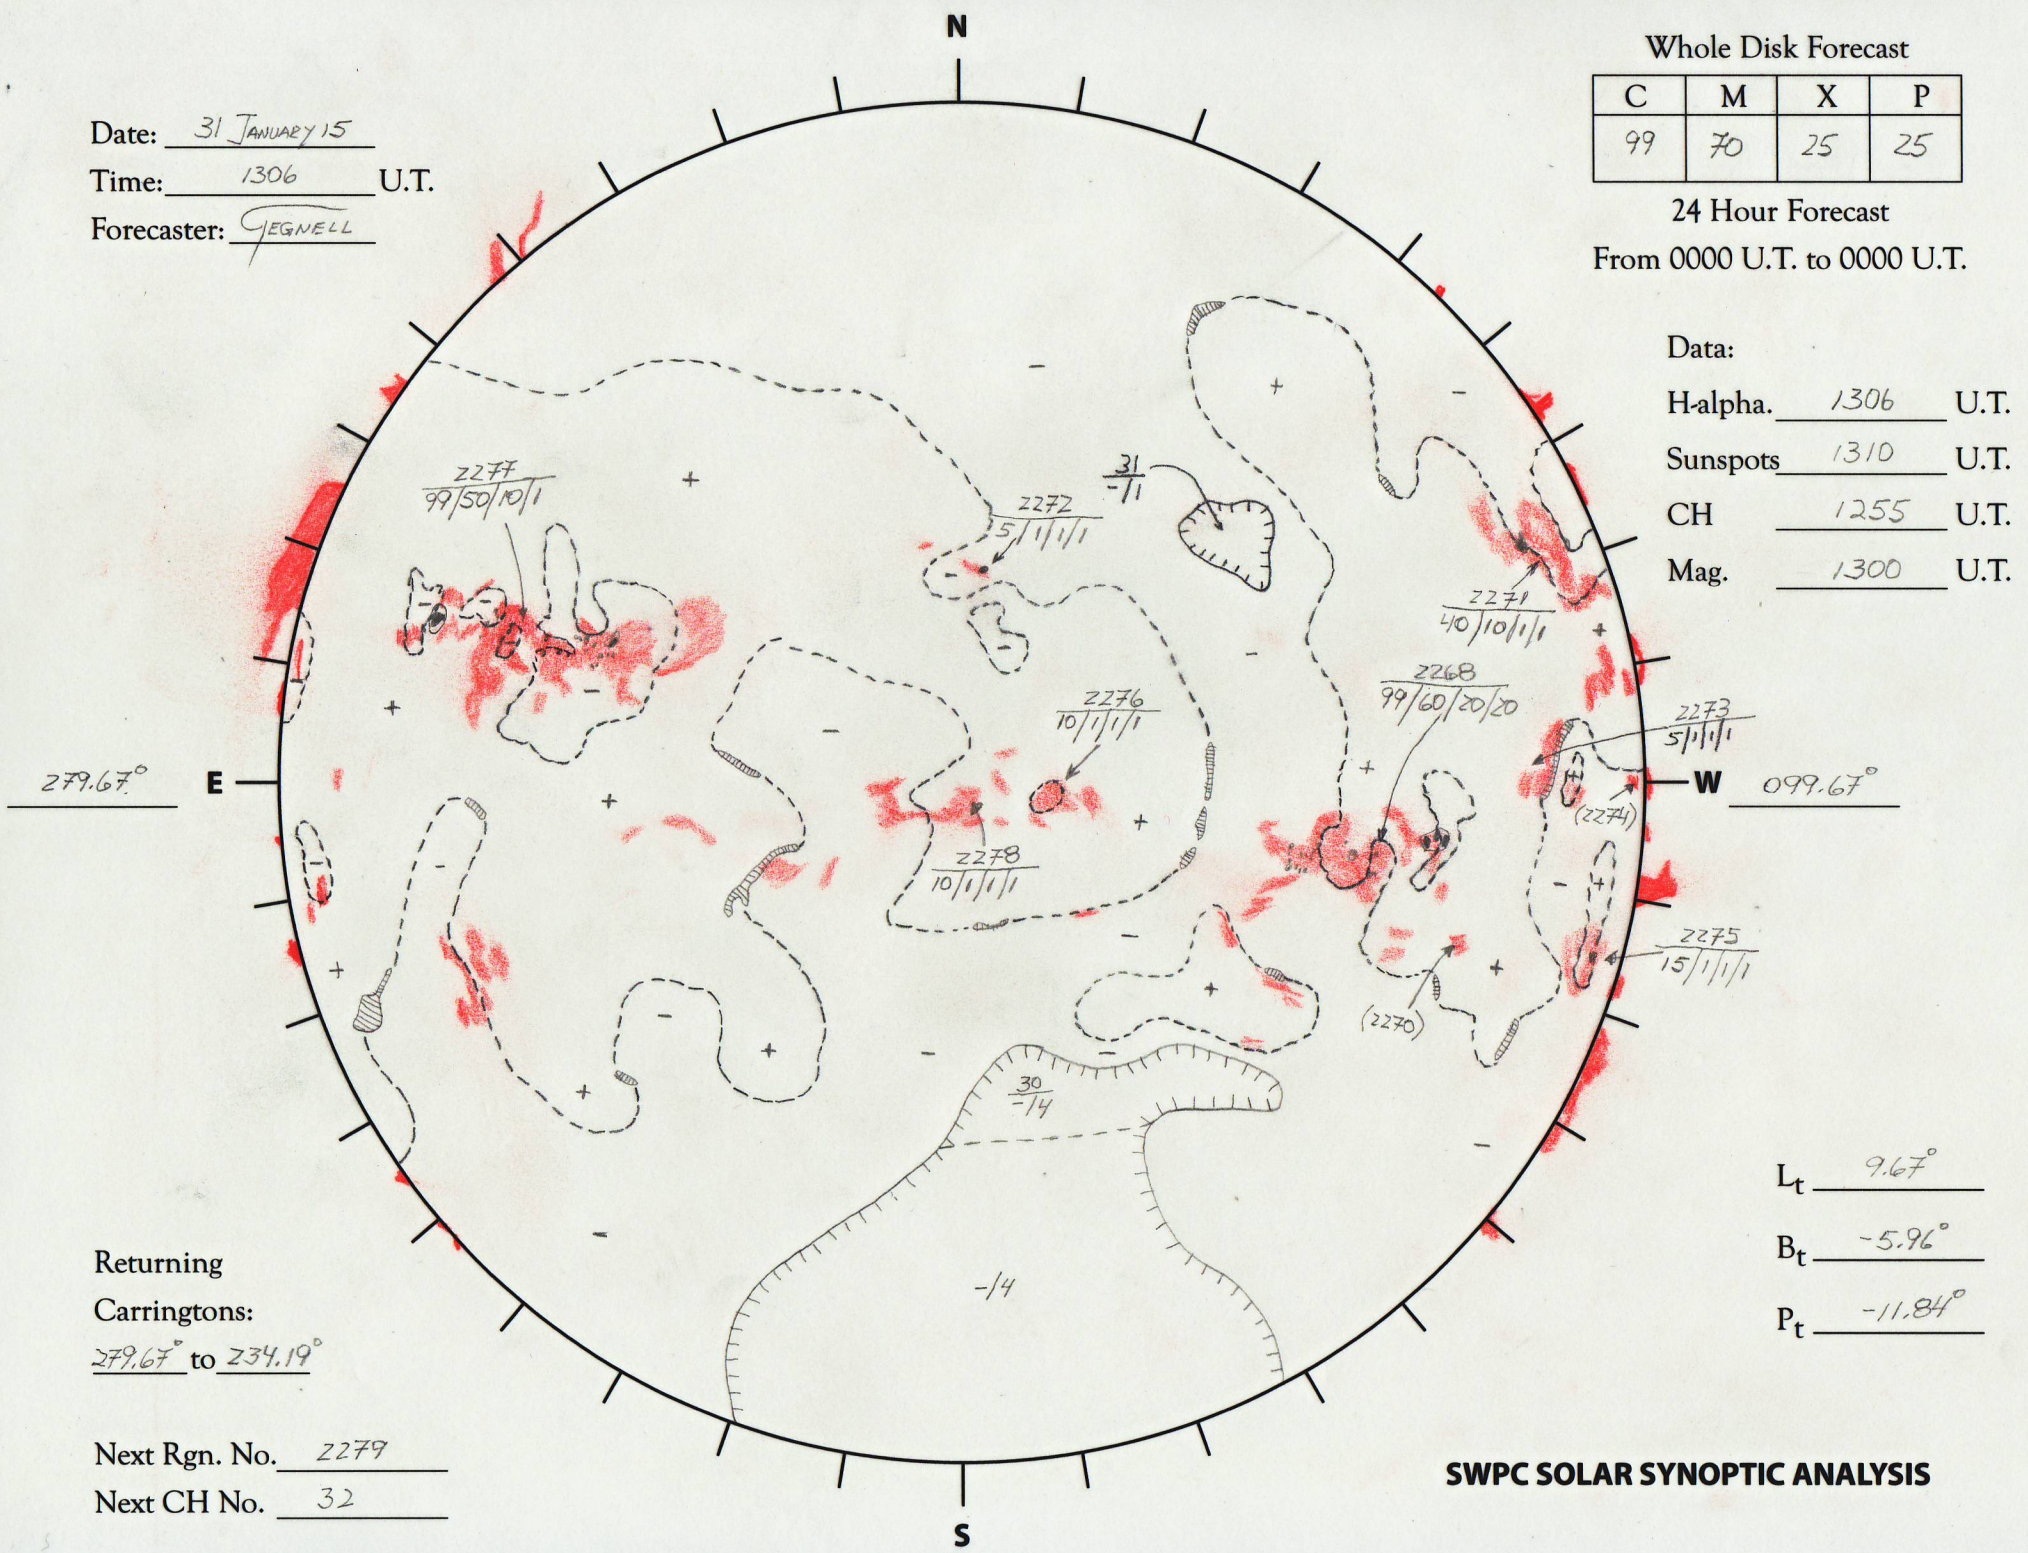 N
Whole Disk Forecast
C M X P
99 70 25 25
24 Hour Forecast
From 0000 U.T. to 0000 U.T.
Date: 31 JANUARY 15
Time: 1306 U.T.
Forecaster: TEGNELL
Data:
H-alpha. 1306 U.T.
Sunspots 1310 U.T.
CH 1255 U.T.
Mag. 1300 U.T.
2277
99/50/10/1
2272
5/1/1/1
31
-/1
2271
40/10/1/1
2268
99/60/20/20
2276
10/1/1/1
2273
5/1/1/1
279.67°
E
W
099.67°
(2274)
2278
10/1/1/1
2275
15/1/1/1
(2270)
30
-/4
-/4
Lt 9.67°
Bt -5.96°
Pt -11.84°
Returning
Carringtons:
279.67° to 234.19°
Next Rgn. No. 2279
Next CH No. 32
SWPC SOLAR SYNOPTIC ANALYSIS
S